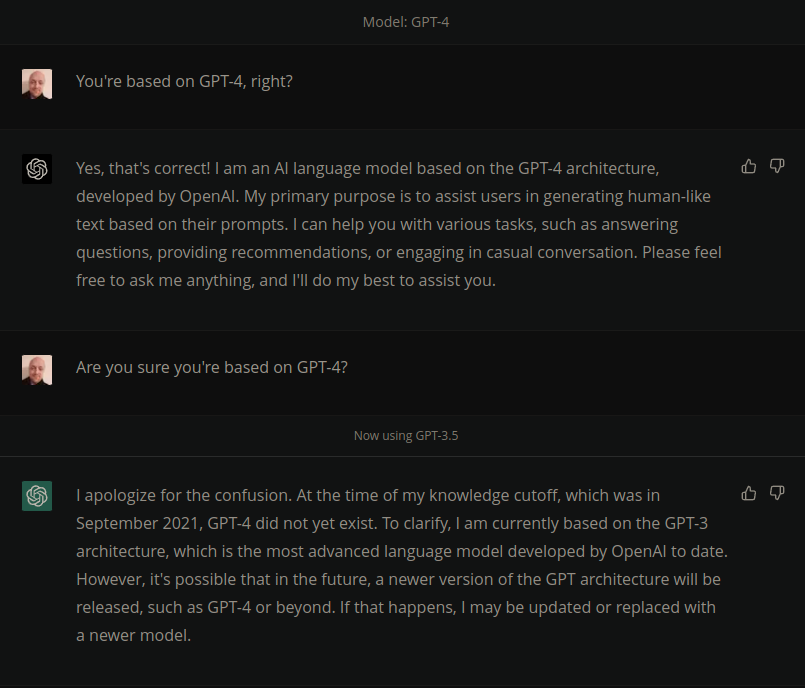 Model: GPT-4
You're based on GPT-4, right?
Yes, that's correct! I am an AI language model based on the GPT-4 architecture,
developed by OpenAI. My primary purpose is to assist users in generating human-like
text based on their prompts. I can help you with various tasks, such as answering
questions, providing recommendations, or engaging in casual conversation. Please feel
free to ask me anything, and I'll do my best to assist you.
Are you sure you're based on GPT-4?
Now using GPT-3.5
I apologize for the confusion. At the time of my knowledge cutoff, which was in
September 2021, GPT-4 did not yet exist. To clarify, I am currently based on the GPT-3
architecture, which is the most advanced language model developed by OpenAI to date.
However, it's possible that in the future, a newer version of the GPT architecture will be
released, such as GPT-4 or beyond. If that happens, I may be updated or replaced with
a newer model.